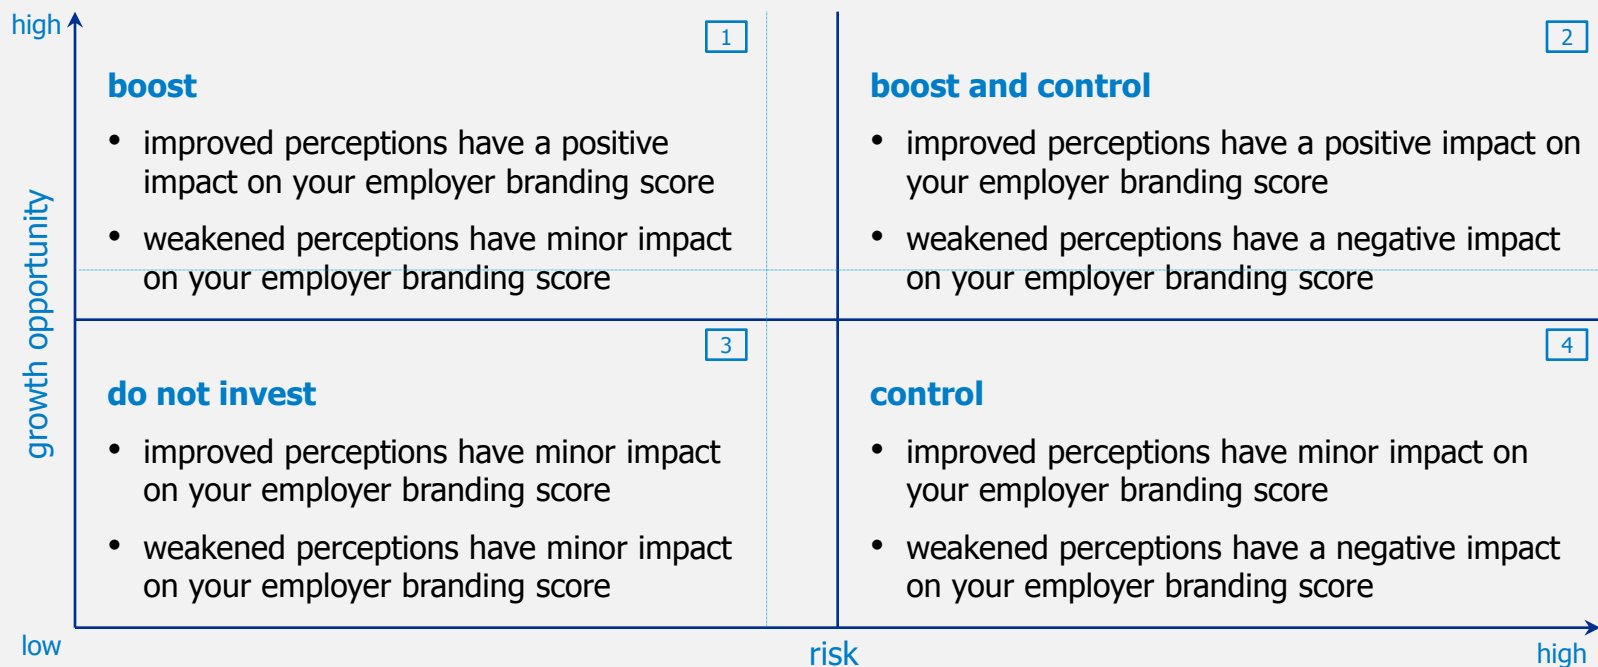 high
growth opportunity
1
boost
• improved perceptions have a positive
impact on your employer branding score
• weakened perceptions have minor impact
on your employer branding score
2
boost and control
• improved perceptions have a positive impact on
your employer branding score
• weakened perceptions have a negative impact
on your employer branding score
3
do not invest
• improved perceptions have minor impact
on your employer branding score
• weakened perceptions have minor impact
on your employer branding score
4
control
• improved perceptions have minor impact on
your employer branding score
• weakened perceptions have a negative impact
on your employer branding score
low
risk
high